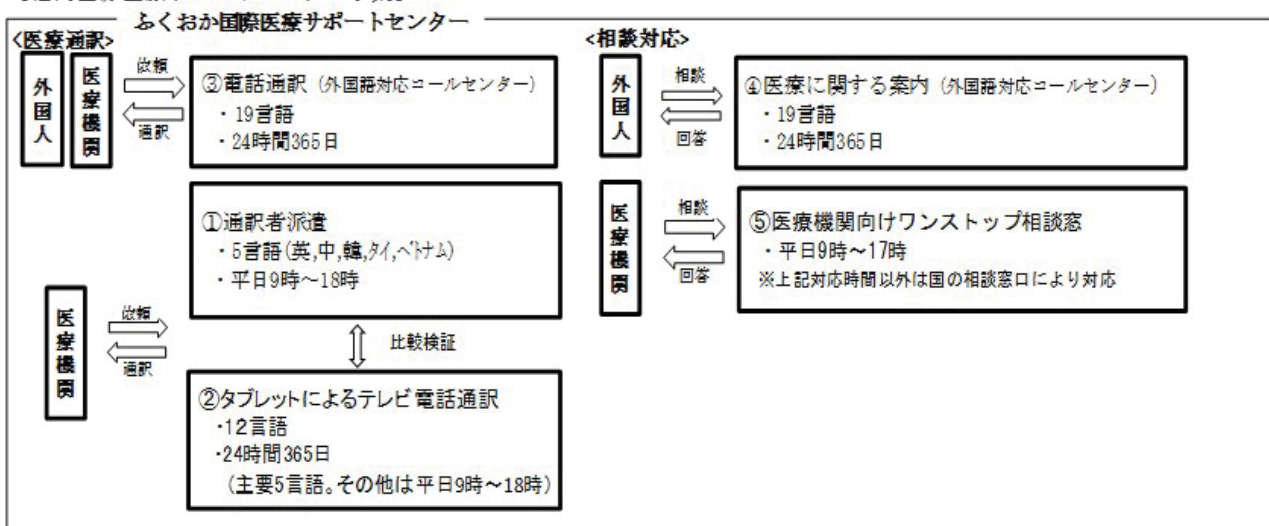 ふくおか国際医療サポートセンター
<医療通訳>
外国人
医療機関
依頼
通訳
③電話通訳（外国語対応コールセンター）
・19言語
・24時間365日
①通訳者派遣
・5言語(英,中,韓,タイ,ベトナム)
・平日9時～18時
医療機関
依頼
通訳
比較検証
②タブレットによるテレビ電話通訳
・12言語
・24時間365日
（主要5言語。その他は平日9時～18時）
<相談対応>
外国人
相談
回答
④医療に関する案内（外国語対応コールセンター）
・19言語
・24時間365日
医療機関
相談
回答
⑤医療機関向けワンストップ相談窓
・平日9時～17時
※上記対応時間以外は国の相談窓口により対応